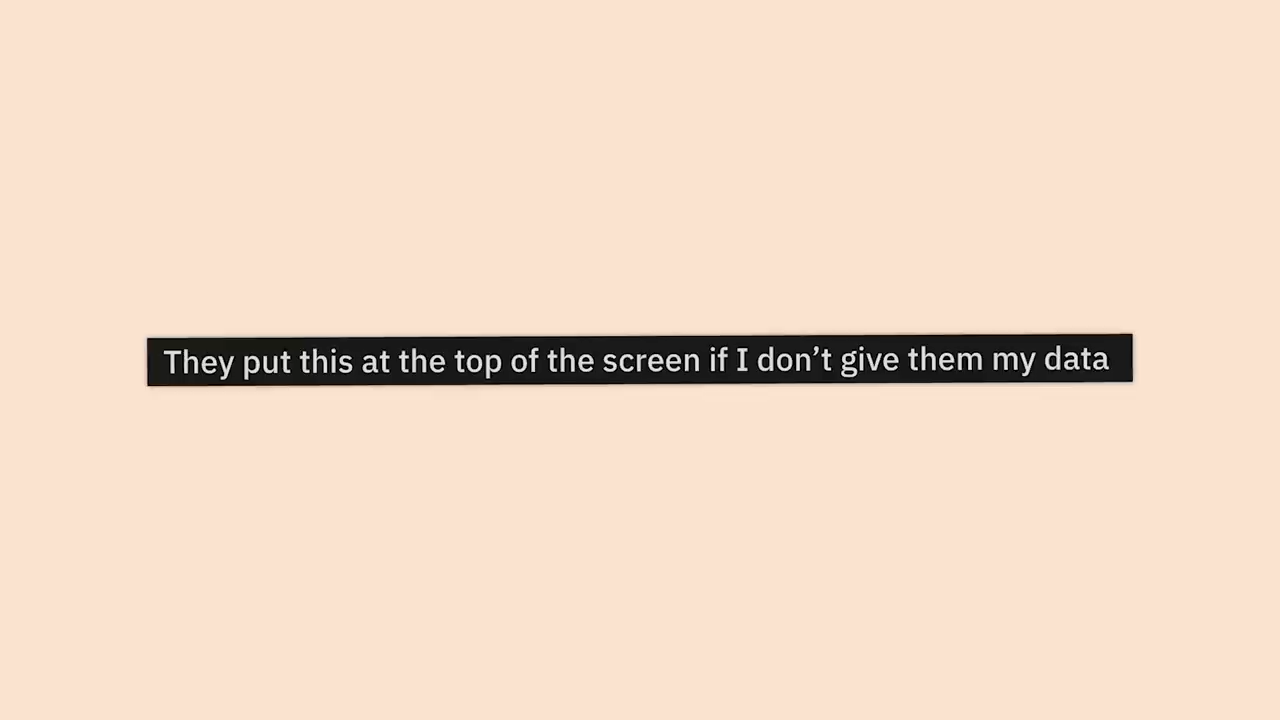 They put this at the top of the screen if I don’t give them my data